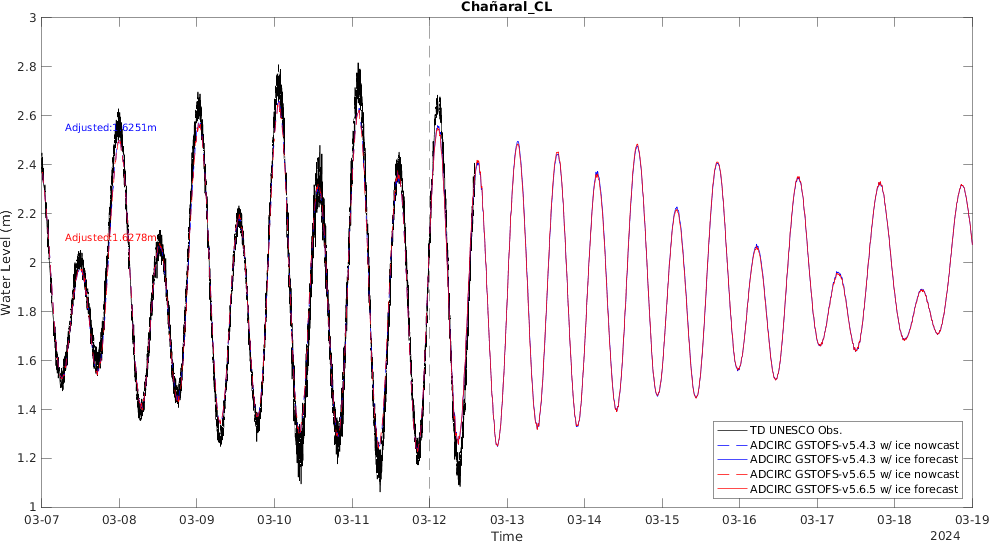 Chañaral_CL
3
2.8
2.6
2.4
2.2
2
1.8
1.6
1.4
1.2
1
Water Level (m)
Adjusted:1.6251m
Adjusted:1.6278m
TD UNESCO Obs.
ADCIRC GSTOFS-v5.4.3 w/ ice nowcast
ADCIRC GSTOFS-v5.4.3 w/ ice forecast
ADCIRC GSTOFS-v5.6.5 w/ ice nowcast
ADCIRC GSTOFS-v5.6.5 w/ ice forecast
03-07 03-08 03-09 03-10 03-11 03-12 03-13 03-14 03-15 03-16 03-17 03-18 03-19
Time
2024